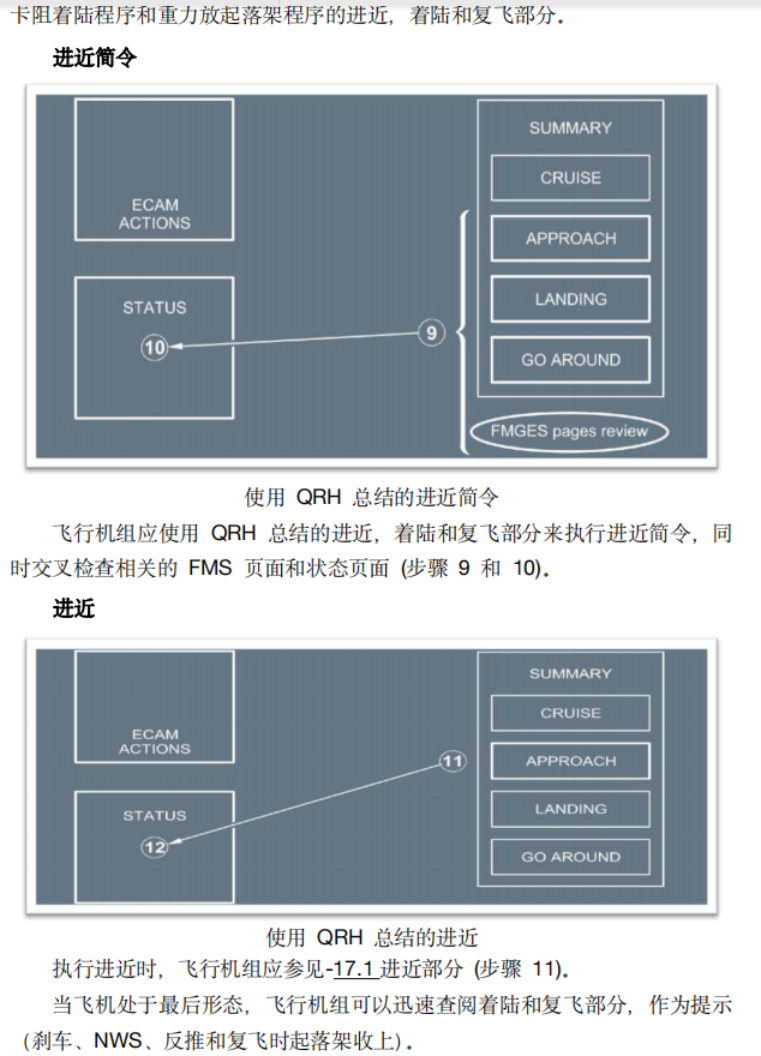 卡阻着陆程序和重力放起落架程序的进近，着陆和复飞部分．
进近简令
ECAM
ACTIONS
STATUS
10
9
SUMMARY
CRUISE
APPROACH
LANDING
GO AROUND
FMGES pages review
使用 QRH 总结的进近简令
飞行机组应使用 QRH 总结的进近，着陆和复飞部分来执行进近简令，同
时交叉检查相关的 FMS 页面和状态页面 (步骤 9 和 10)．
进近
ECAM
ACTIONS
STATUS
12
11
SUMMARY
CRUISE
APPROACH
LANDING
GO AROUND
使用 QRH 总结的进近
执行进近时，飞行机组应参见-17.1 进近部分 (步骤 11)．
当飞机处于最后形态，飞行机组可以迅速查阅着陆和复飞部分，作为提示
（刹车、NWS、反推和复飞时起落架收上）.